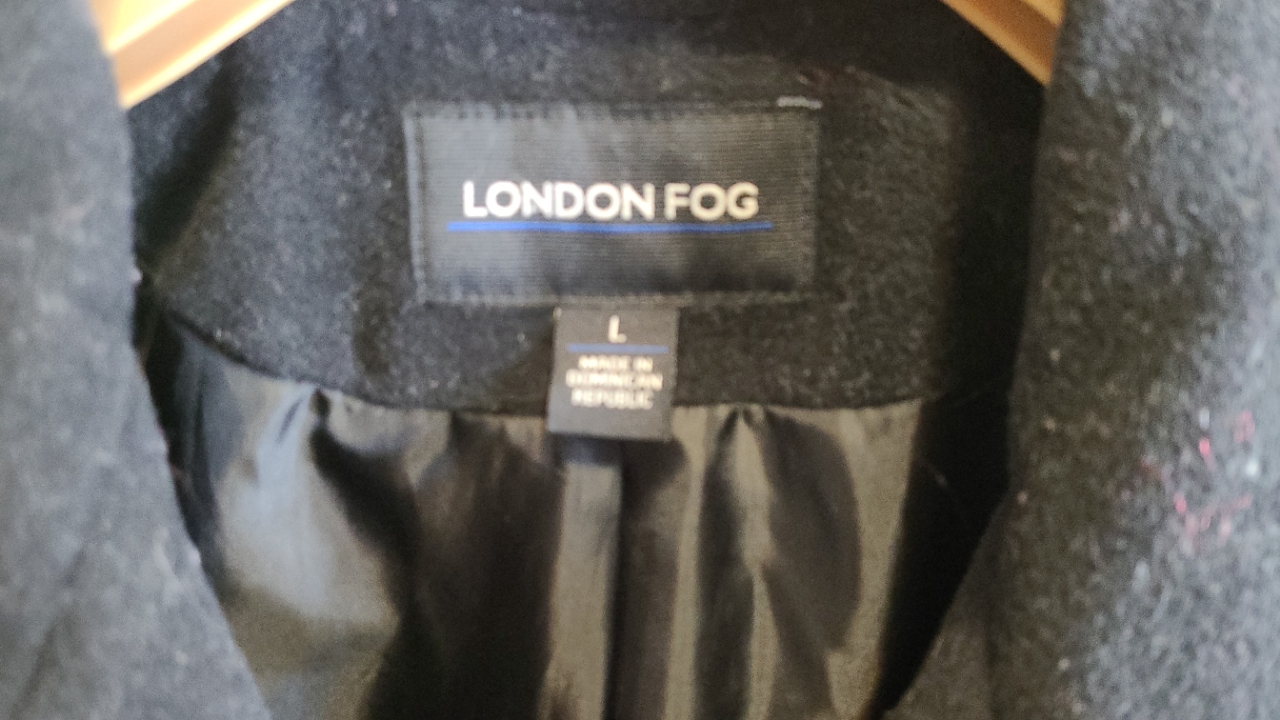 LONDON FOG
L
MADE IN
DOMINICAN
REPUBLIC